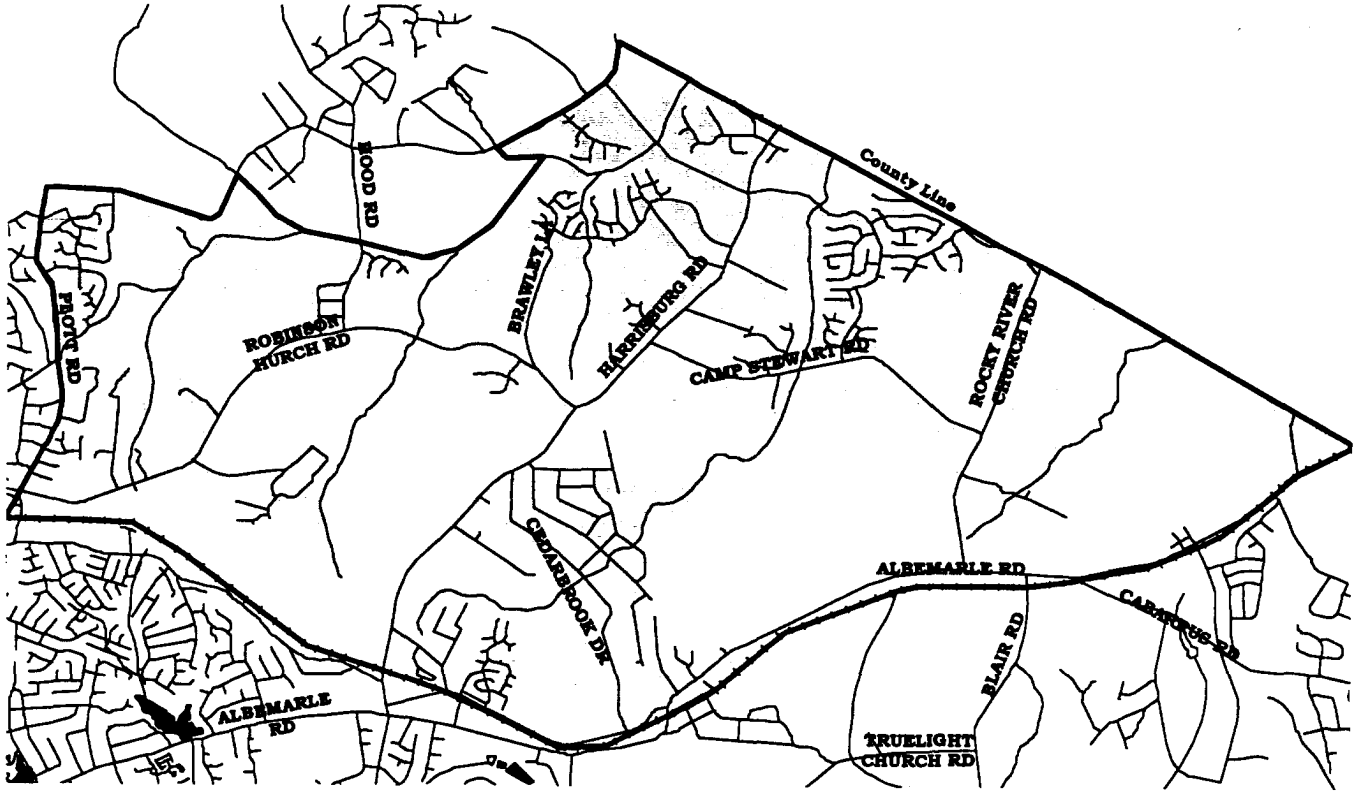 County Line
HOOD RD
BRAWLEY L
HARRISBURG RD
ROCKY RIVER
CHURCH RD
ROBINSON
HURCH RD
CAMP STEWART RD
CEDARBROOK DR
ALBEMARLE RD
CABARRUS RD
BLAIR RD
ALBEMARLE
RD
TRUELIGHT
CHURCH RD